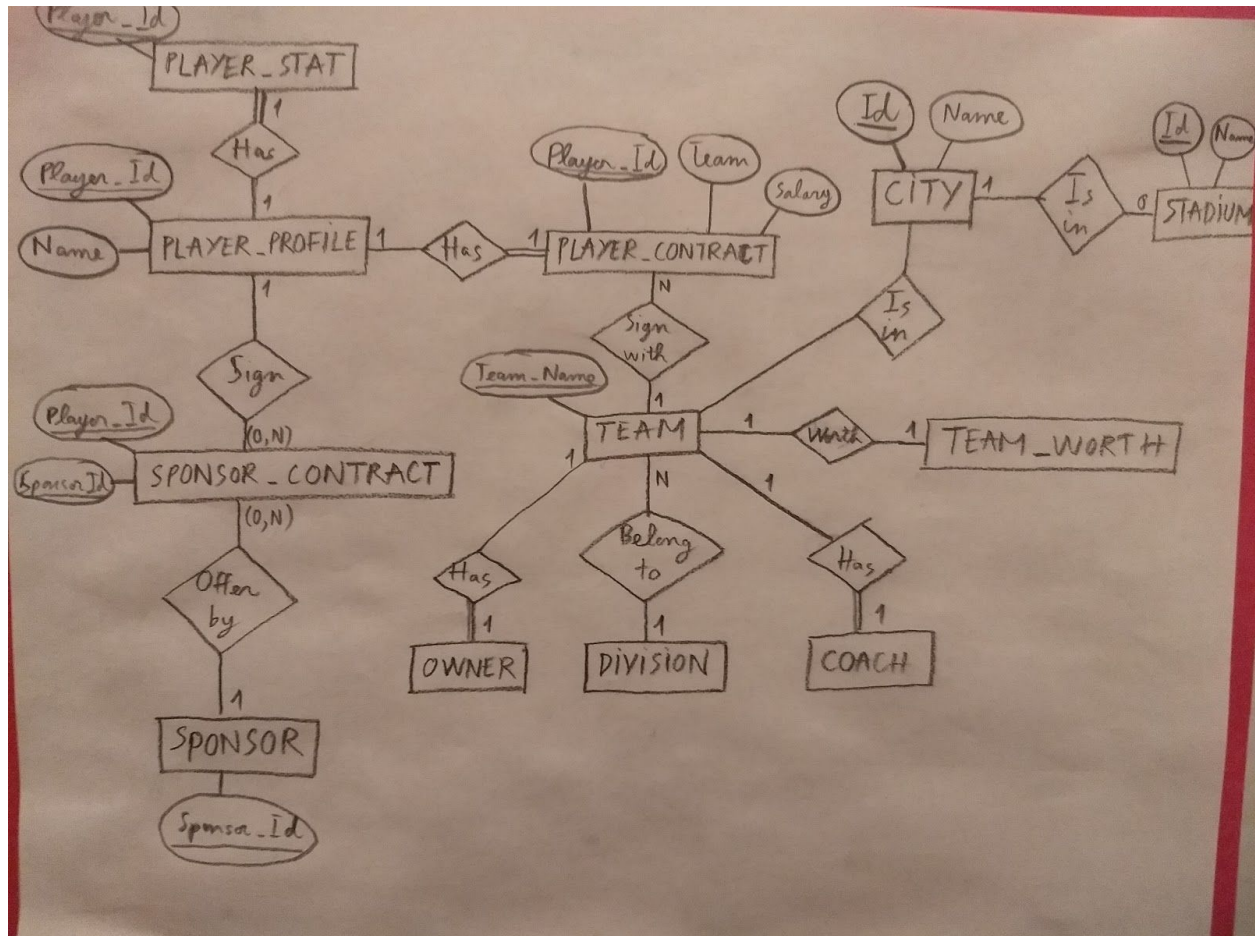 Player_Id
PLAYER_STAT
1
Has
1
Player_Id
Name
PLAYER_PROFILE
1
Has
1
Player_Id
Team
Salary
PLAYER_CONTRACT
Id
Name
CITY
1
Is
in
0
Id
Name
STADIUM
Is
in
N
Sign
with
1
Team_Name
TEAM
1
Worth
1
TEAM_WORTH
1
Sign
(0,N)
Player_Id
Sponsor Id
SPONSOR_CONTRACT
(0,N)
Offer
by
1
SPONSOR
Sponsor_Id
1
Has
1
OWNER
N
Belong
to
1
DIVISION
1
Has
1
COACH